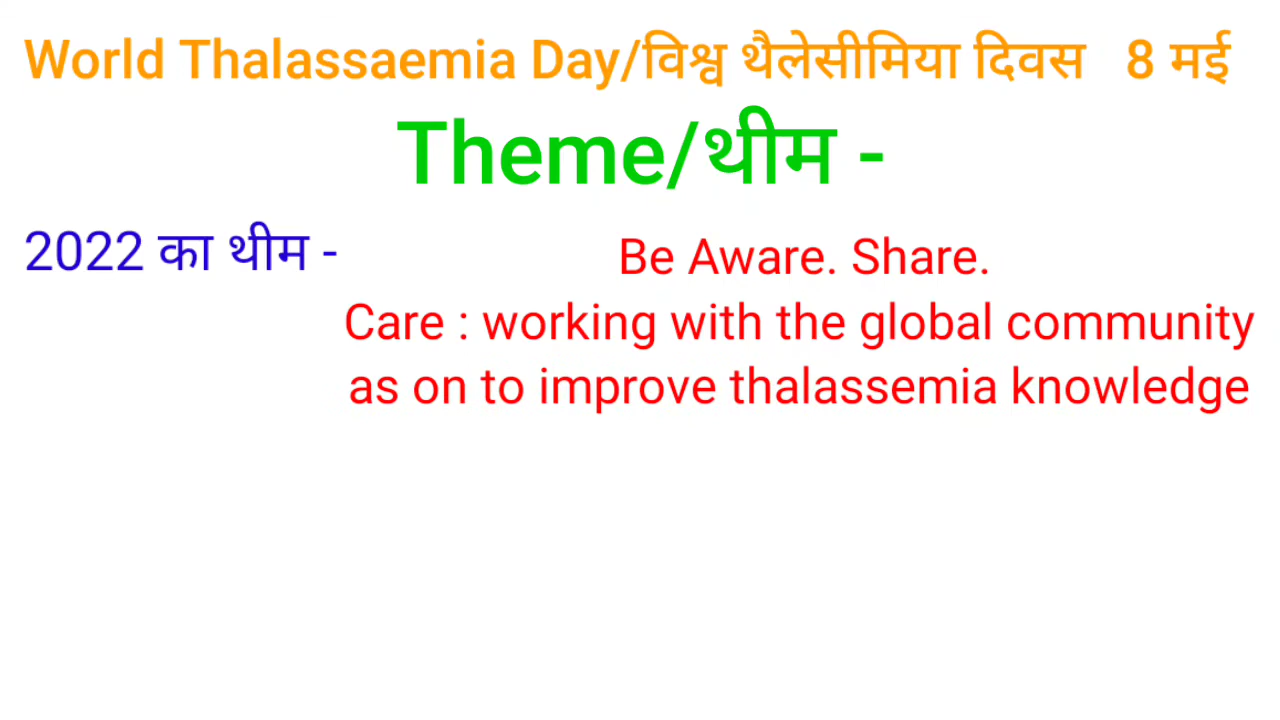 World Thalassaemia Day/विश्व थैलेसीमिया दिवस 8 मई
Theme/थीम -
2022 का थीम - Be Aware. Share.
Care : working with the global community
as on to improve thalassemia knowledge